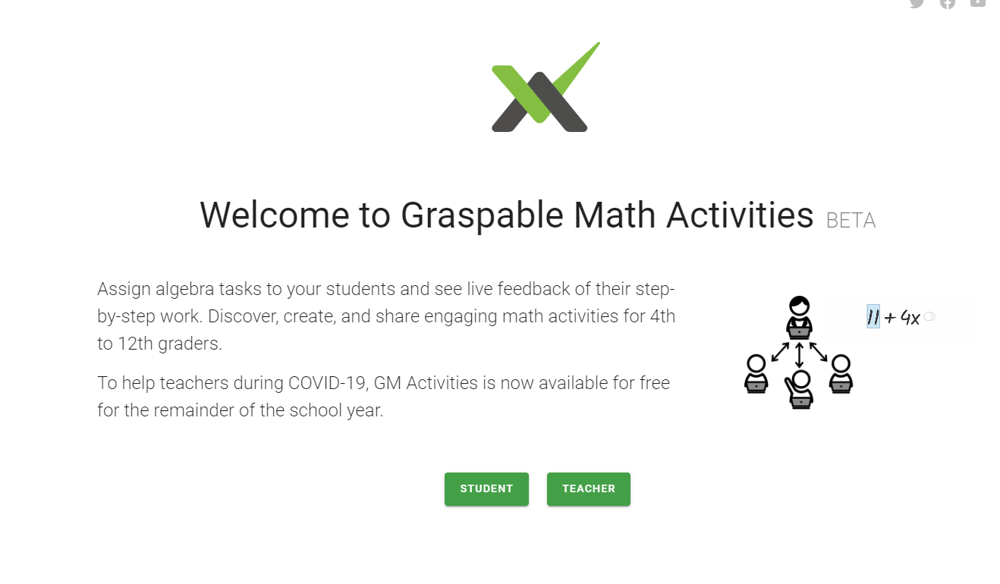 Welcome to Graspable Math Activities BETA
Assign algebra tasks to your students and see live feedback of their step-
by-step work. Discover, create, and share engaging math activities for 4th
to 12th graders.
To help teachers during COVID-19, GM Activities is now available for free
for the remainder of the school year.
11 + 4x
STUDENT
TEACHER